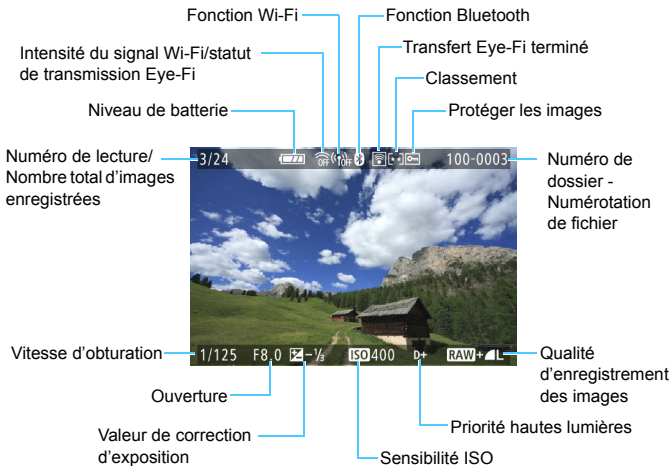 Fonction Wi-Fi
Fonction Bluetooth
Intensité du signal Wi-Fi/statut
de transmission Eye-Fi
Transfert Eye-Fi terminé
Classement
Niveau de batterie
Protéger les images
Numéro de lecture/
Nombre total d'images
enregistrées
3/24 OFF OFF 100-0003
Numéro de
dossier -
Numérotation
de fichier
Vitesse d'obturation
1/125 F8.0 -⅓ ISO 400 D+ RAW+L
Qualité
d'enregistrement
des images
Ouverture
Priorité hautes lumières
Valeur de correction
d'exposition
Sensibilité ISO